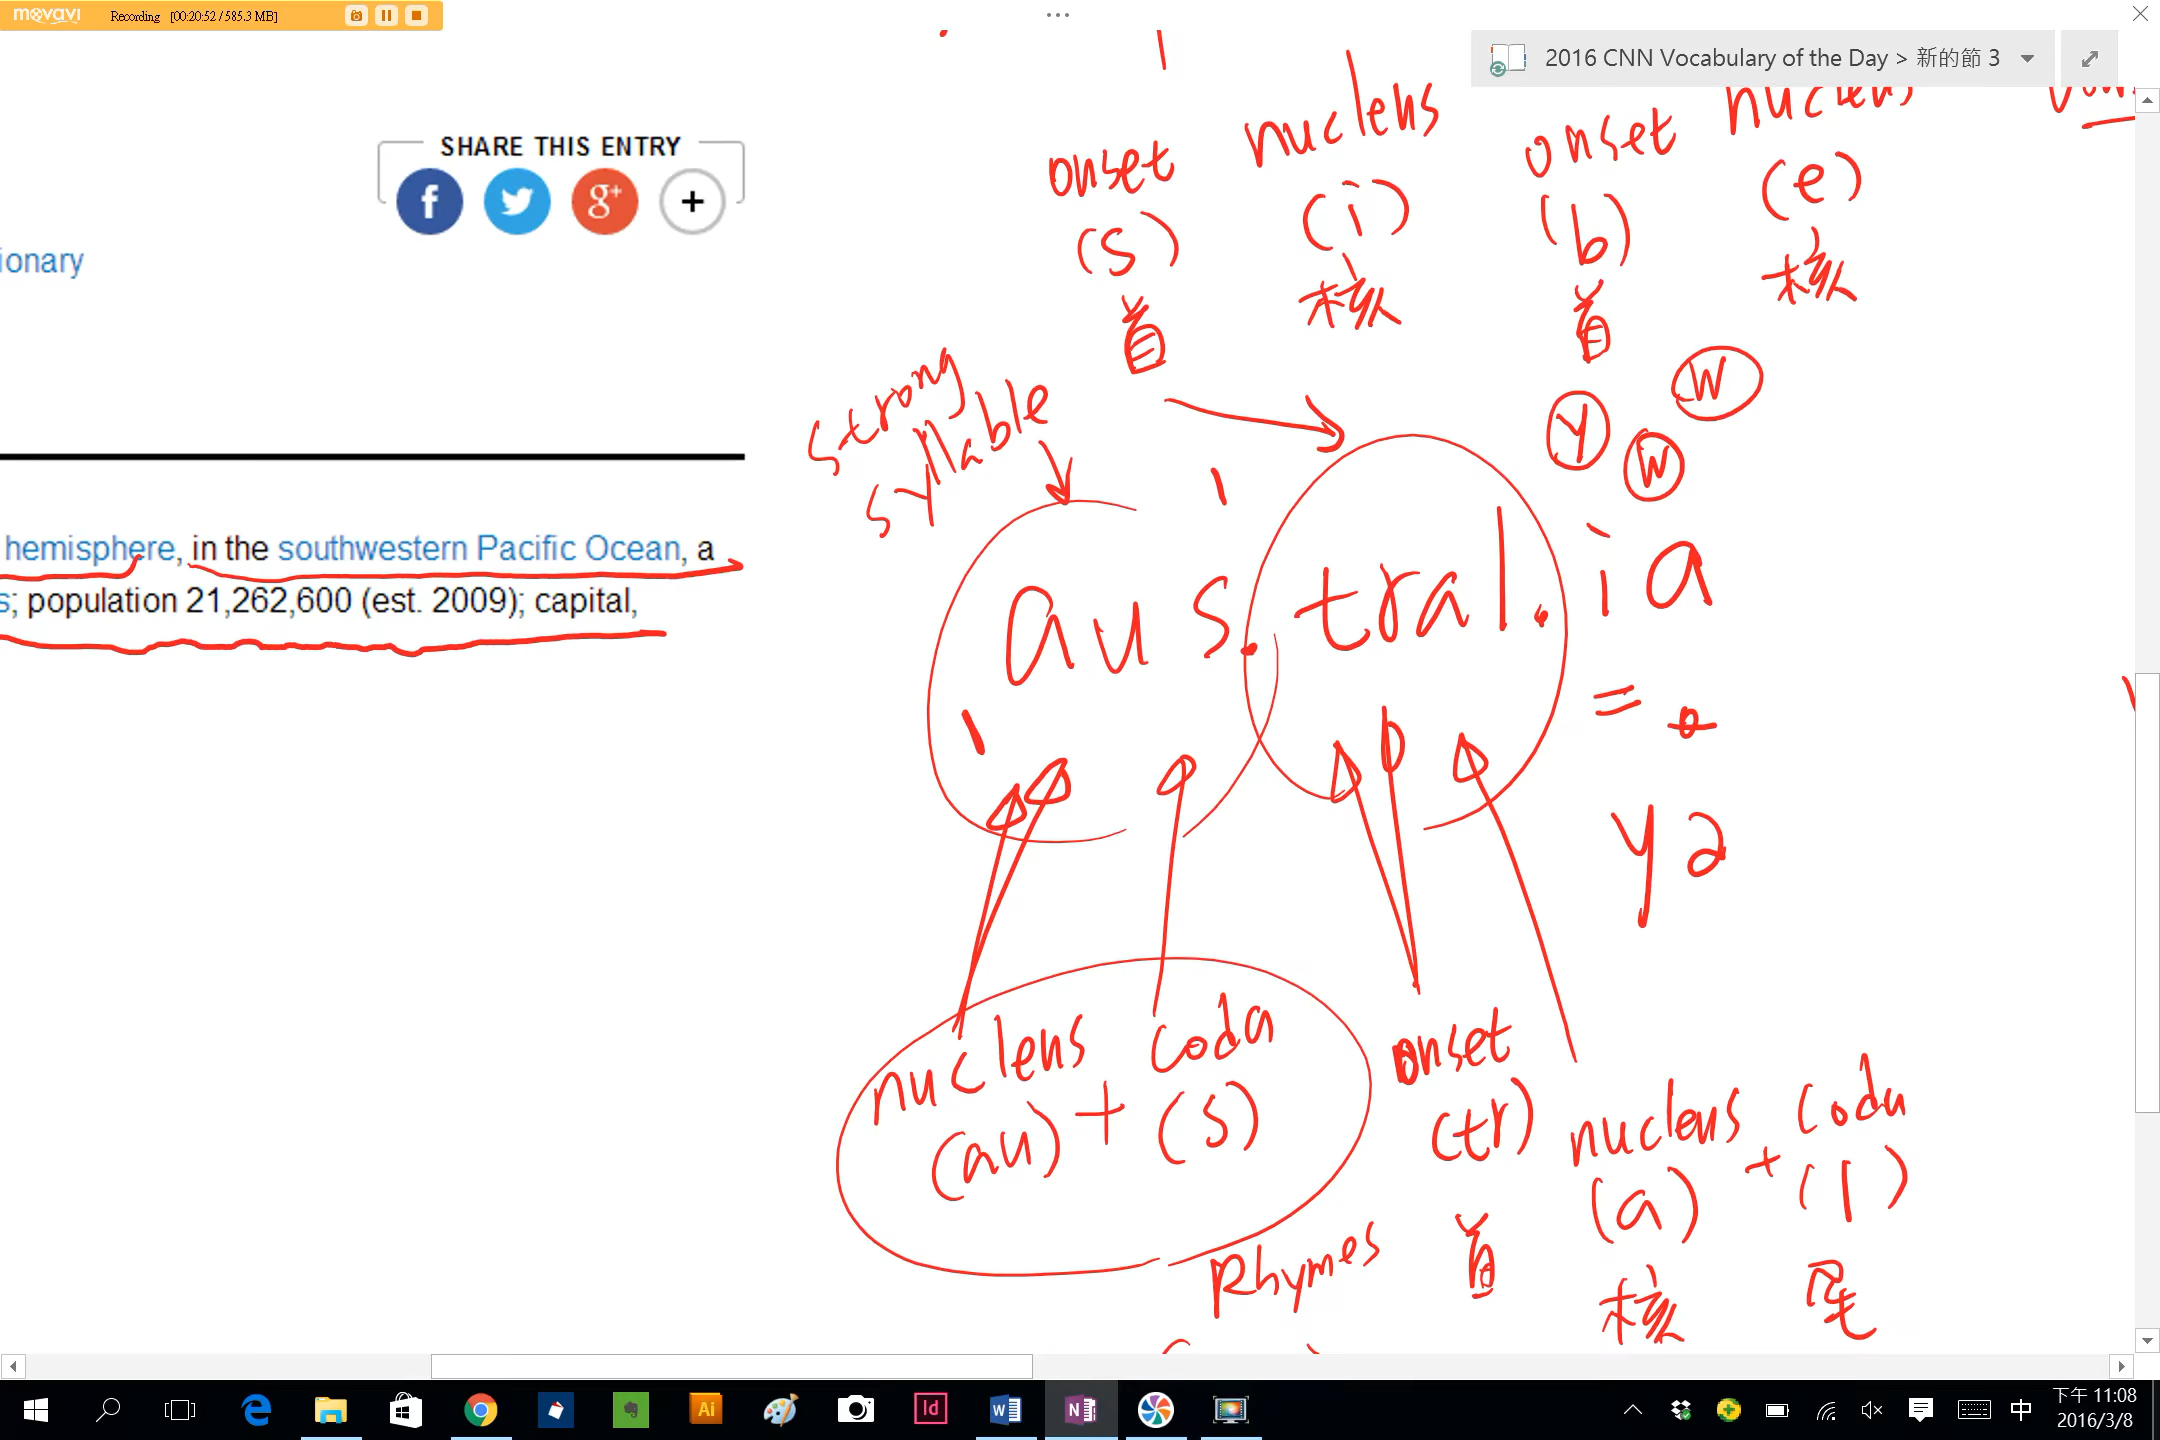 movavi
Recording [00:20:52 / 585.3 MB]
2016 CNN Vocabulary of the Day > 新的節 3
SHARE THIS ENTRY
f
g+
+
ionary
hemisphere, in the southwestern Pacific Ocean, a
s; population 21,262,600 (est. 2009); capital,
onset nucleus onset nucleus
(s) (i) (b) (e)
首 核 首 核
strong
syllable
Y W W
aus.tral.ia
= ə
yə
nucleus coda
(au) + (s)
Rhymes
onset
(tr)
首
nucleus coda
(a) + (l)
核 尾
Ai
Id
W
N
中
下午 11:08
2016/3/8